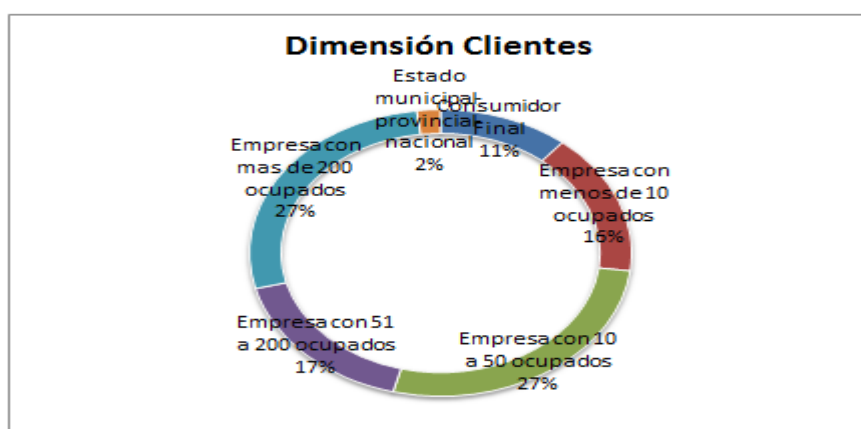 Dimensión Clientes
Estado
municipal-
provincial-
nacional
2%
Consumidor
Final
11%
Empresa con
menos de 10
ocupados
16%
Empresa con 10
a 50 ocupados
27%
Empresa con 51
a 200 ocupados
17%
Empresa con
mas de 200
ocupados
27%